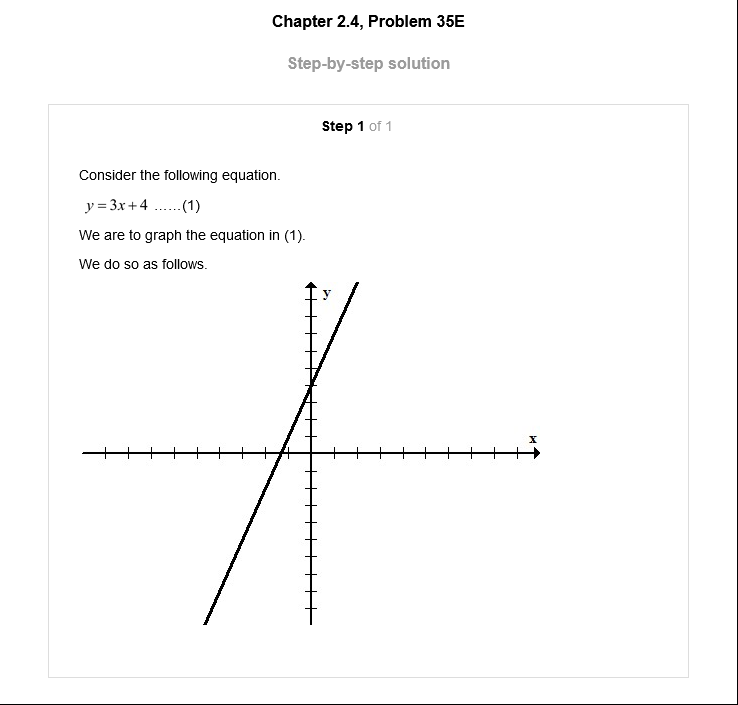 Chapter 2.4, Problem 35E
Step-by-step solution
Step 1 of 1
Consider the following equation.
y = 3x + 4 ......(1)
We are to graph the equation in (1).
We do so as follows.
y
x